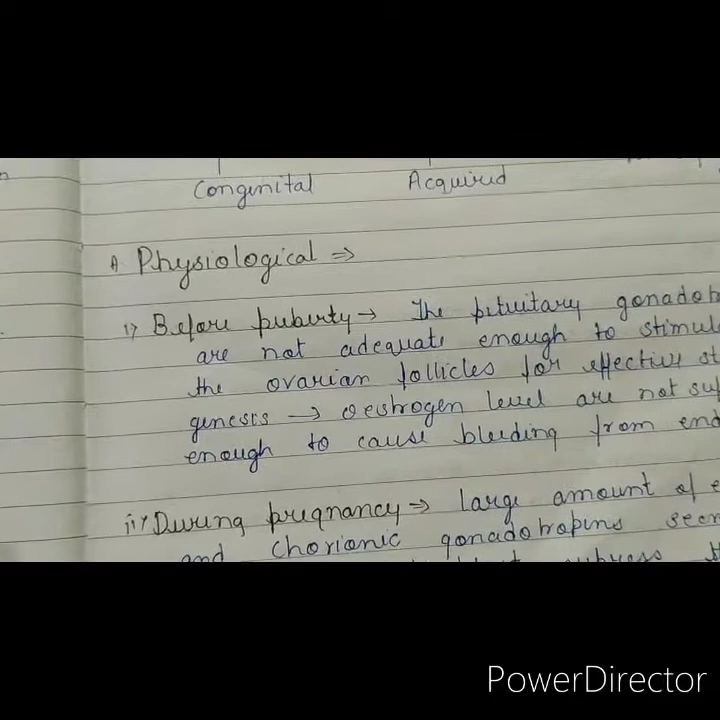 Congenital Acquired
A Physiological ⇒
i) Before puberty → The pituitary gonadotr
are not adequate enough to stimul
the ovarian follicles for effective st
genesis → oestrogen level are not suf
enough to cause bleeding from end
ii) During pregnancy → large amount of e
and chorionic gonadotropins secr
PowerDirector